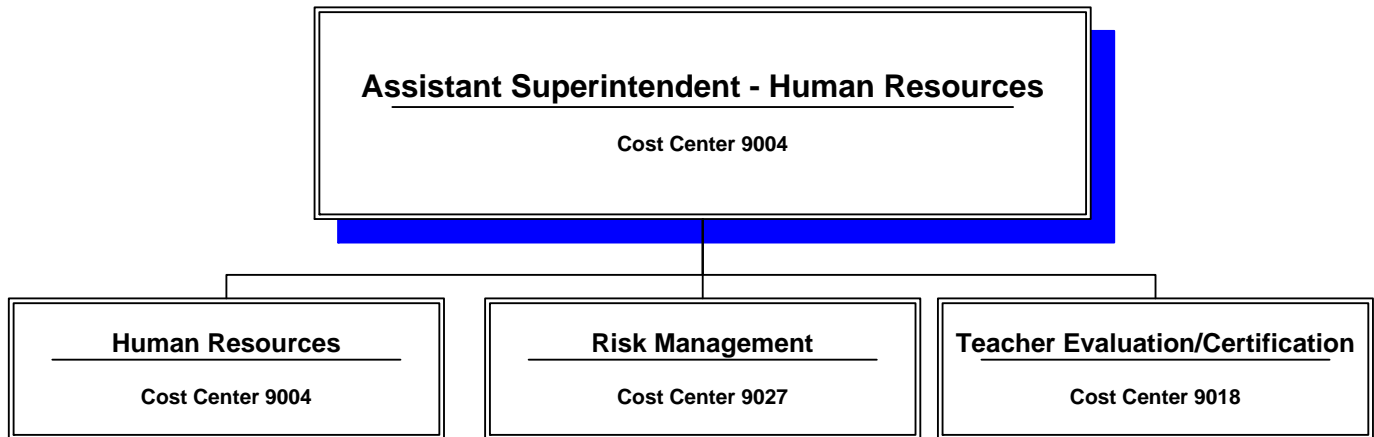 Assistant Superintendent - Human Resources
Cost Center 9004
Human Resources
Cost Center 9004
Risk Management
Cost Center 9027
Teacher Evaluation/Certification
Cost Center 9018